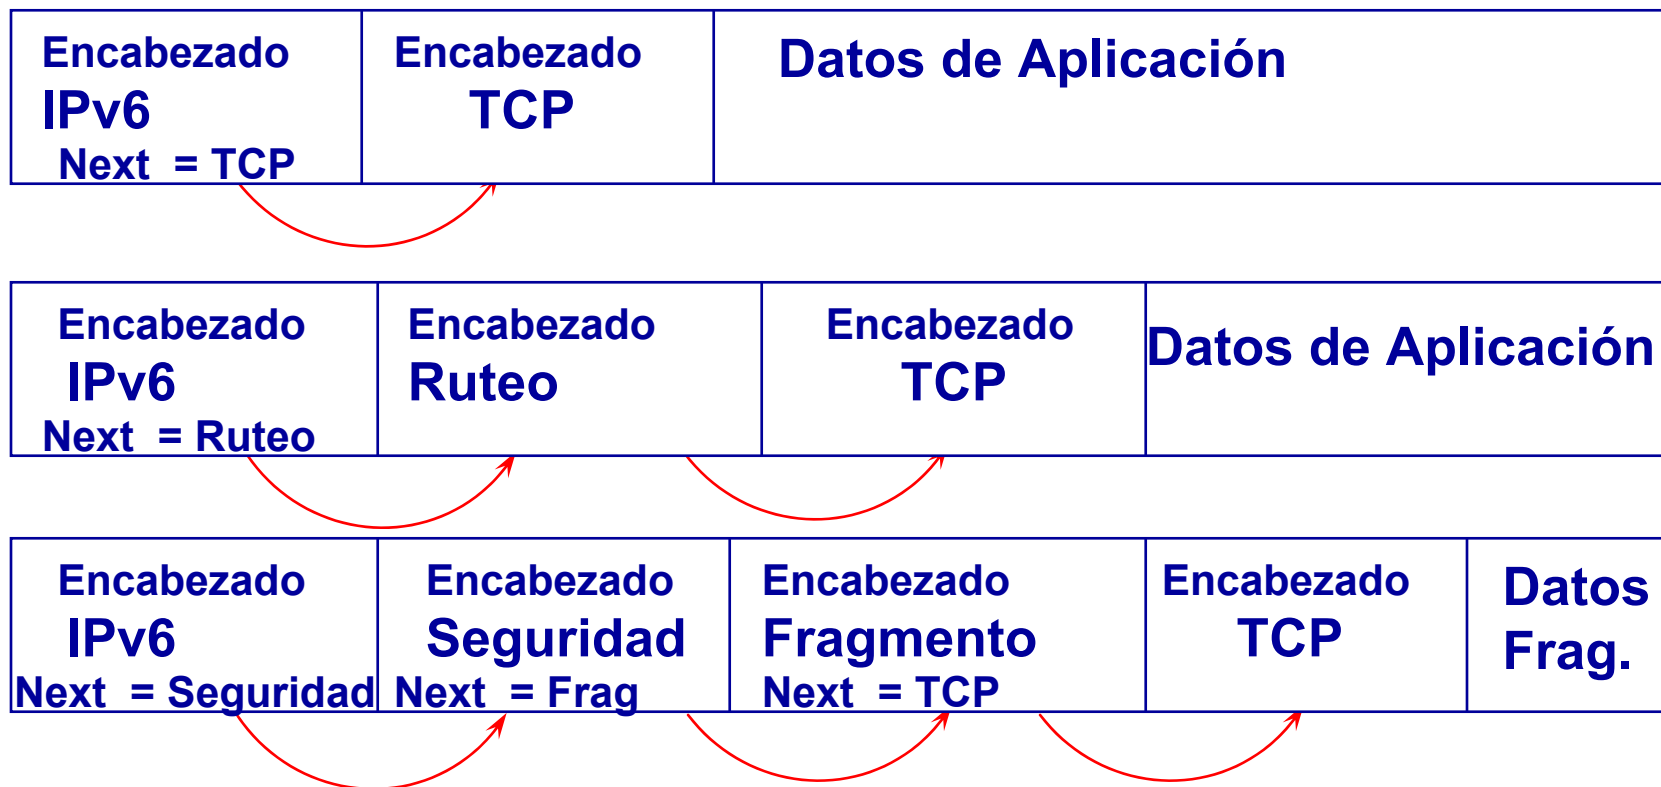 Encabezado
IPv6
Next = TCP
Encabezado
TCP
Datos de Aplicación
Encabezado
IPv6
Next = Ruteo
Encabezado
Ruteo
Encabezado
TCP
Datos de Aplicación
Encabezado
IPv6
Next = Seguridad
Encabezado
Seguridad
Next = Frag
Encabezado
Fragmento
Next = TCP
Encabezado
TCP
Datos
Frag.